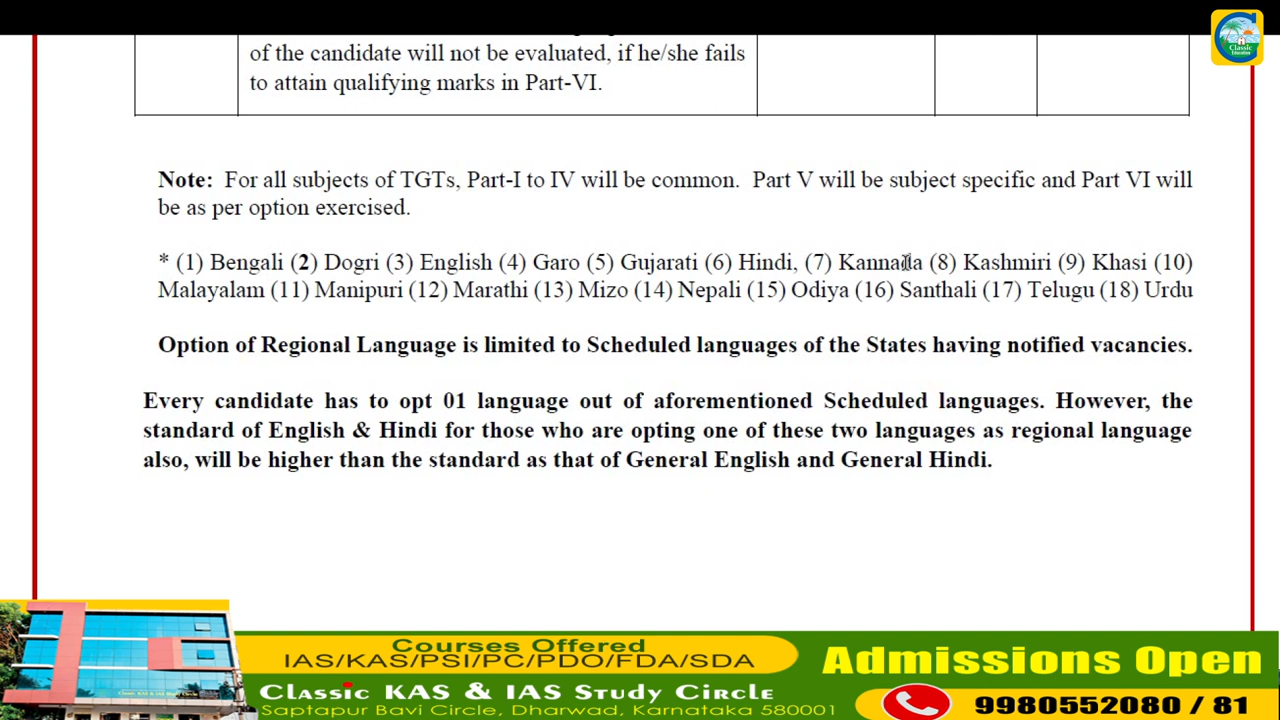 Classic
Education
of the candidate will not be evaluated, if he/she fails
to attain qualifying marks in Part-VI.
Note: For all subjects of TGTs, Part-I to IV will be common. Part V will be subject specific and Part VI will
be as per option exercised.
* (1) Bengali (2) Dogri (3) English (4) Garo (5) Gujarati (6) Hindi, (7) Kannada (8) Kashmiri (9) Khasi (10)
Malayalam (11) Manipuri (12) Marathi (13) Mizo (14) Nepali (15) Odiya (16) Santhali (17) Telugu (18) Urdu
Option of Regional Language is limited to Scheduled languages of the States having notified vacancies.
Every candidate has to opt 01 language out of aforementioned Scheduled languages. However, the
standard of English & Hindi for those who are opting one of these two languages as regional language
also, will be higher than the standard as that of General English and General Hindi.
Courses Offered
IAS/KAS/PSI/PC/PDO/FDA/SDA
Classic KAS & IAS Study Circle
Saptapur Bavi Circle, Dharwad, Karnataka 580001
Admissions Open
9980552080 / 81